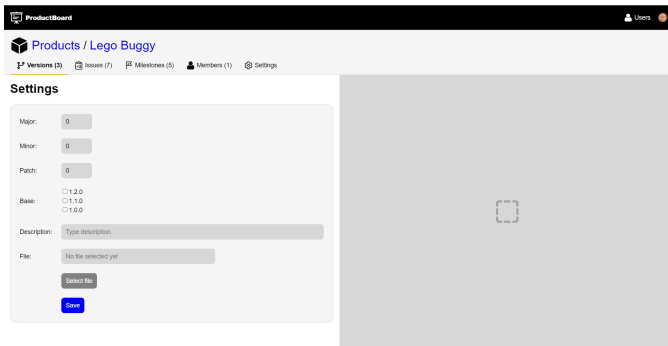 ProductBoard
Users
Products / Lego Buggy
Versions (3) Issues (7) Milestones (5) Members (1) Settings
Settings
Major: 0
Minor: 0
Patch: 0
1.2.0
Base: 1.1.0
1.0.0
Description: Type description
File: No file selected yet
Select file
Save